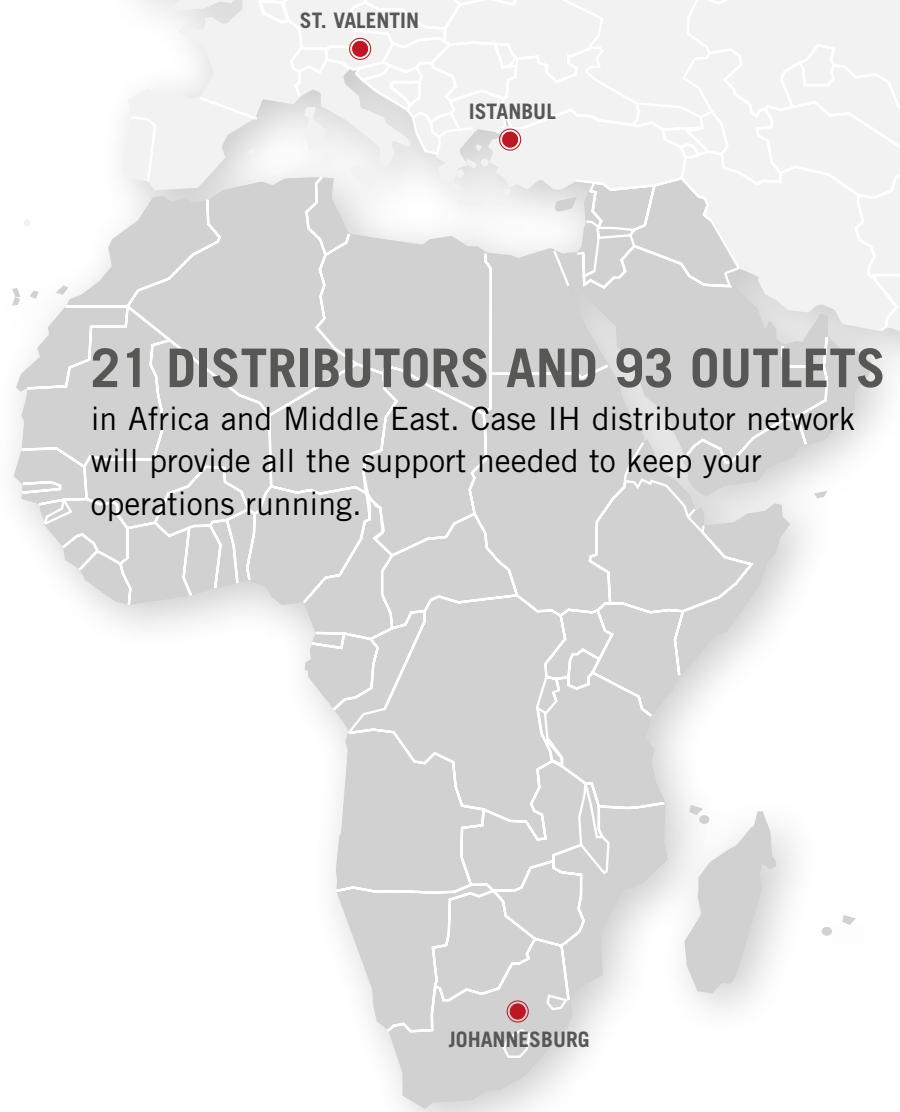 ST. VALENTIN
ISTANBUL
21 DISTRIBUTORS AND 93 OUTLETS
in Africa and Middle East. Case IH distributor network
will provide all the support needed to keep your
operations running.
JOHANNESBURG